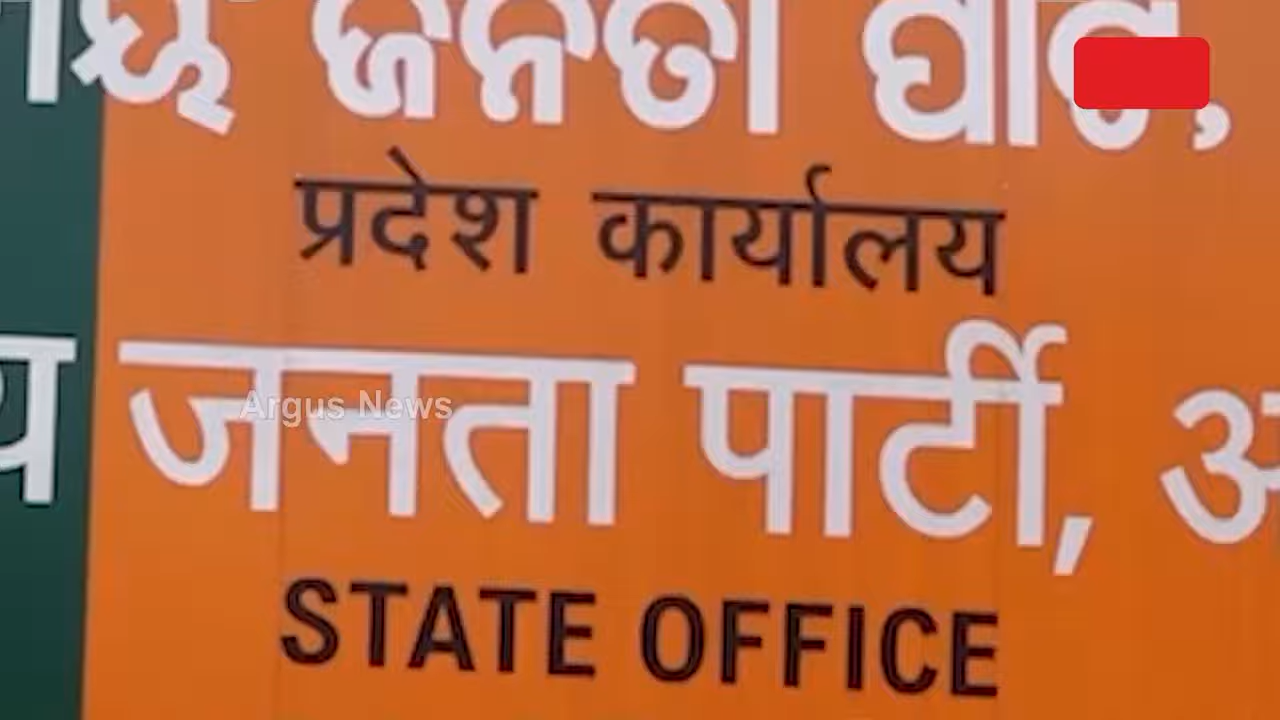 ଜନତା ପାର୍ଟି,
प्रदेश कार्यालय
जनता पार्टी,
Argus News
STATE OFFICE